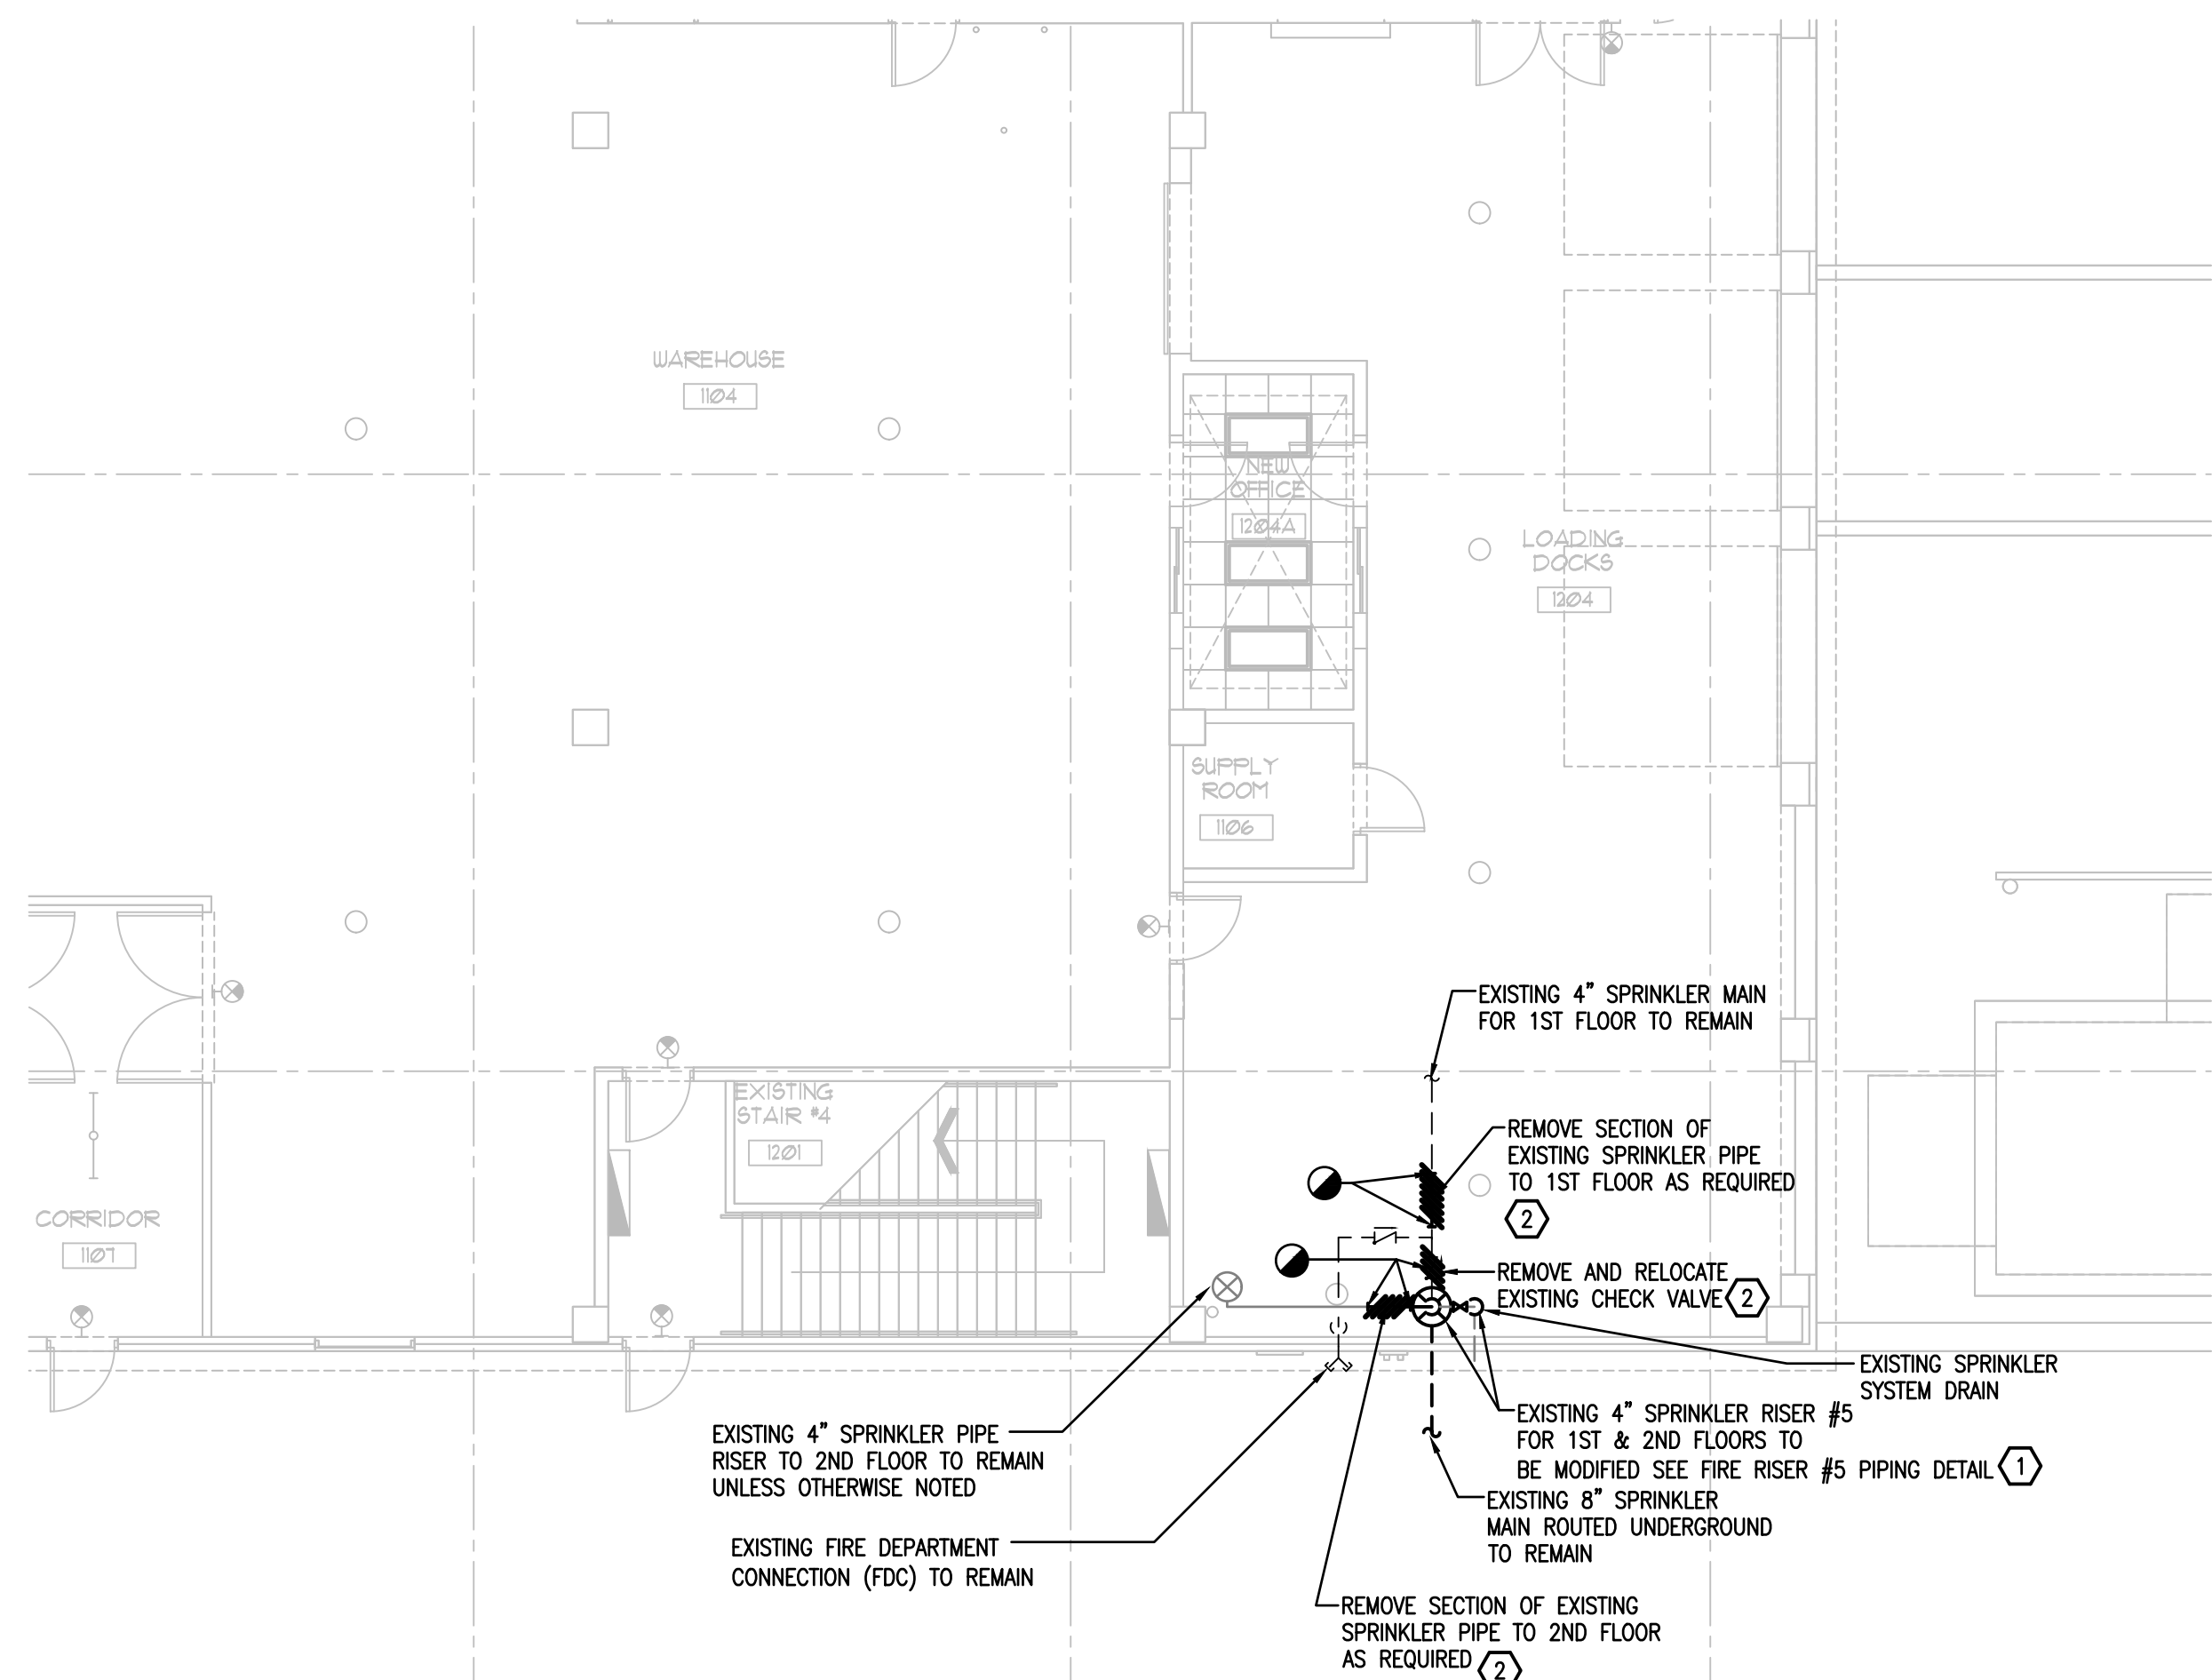 WAREHOUSE
1104
NEW
OFFICE
1204A
LOADING
DOCKS
1204
SUPPLY
ROOM
1106
EXISTING 4” SPRINKLER MAIN
FOR 1ST FLOOR TO REMAIN
EXISTING
STAIR #4
1201
REMOVE SECTION OF
EXISTING SPRINKLER PIPE
TO 1ST FLOOR AS REQUIRED
2
CORRIDOR
1107
REMOVE AND RELOCATE
EXISTING CHECK VALVE
2
EXISTING SPRINKLER
SYSTEM DRAIN
EXISTING 4” SPRINKLER RISER #5
FOR 1ST & 2ND FLOORS TO
BE MODIFIED SEE FIRE RISER #5 PIPING DETAIL
1
EXISTING 4” SPRINKLER PIPE
RISER TO 2ND FLOOR TO REMAIN
UNLESS OTHERWISE NOTED
EXISTING 8” SPRINKLER
MAIN ROUTED UNDERGROUND
TO REMAIN
EXISTING FIRE DEPARTMENT
CONNECTION (FDC) TO REMAIN
REMOVE SECTION OF EXISTING
SPRINKLER PIPE TO 2ND FLOOR
AS REQUIRED
2